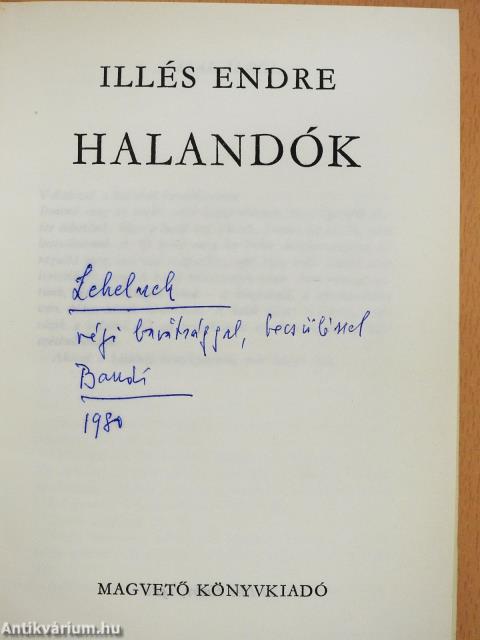 ILLÉS ENDRE
HALANDÓK
Lehelnek
régi barátsággal, becsüléssel
Bandi
1980
MAGVETŐ KÖNYVKIADÓ
Antikvárium.hu